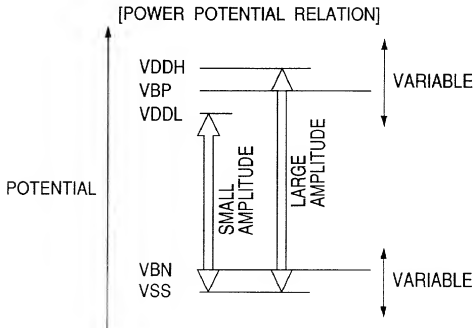 [POWER POTENTIAL RELATION]
VDDH
VBP
VDDL
VARIABLE
POTENTIAL
SMALL
AMPLITUDE
LARGE
AMPLITUDE
VBN
VSS
VARIABLE